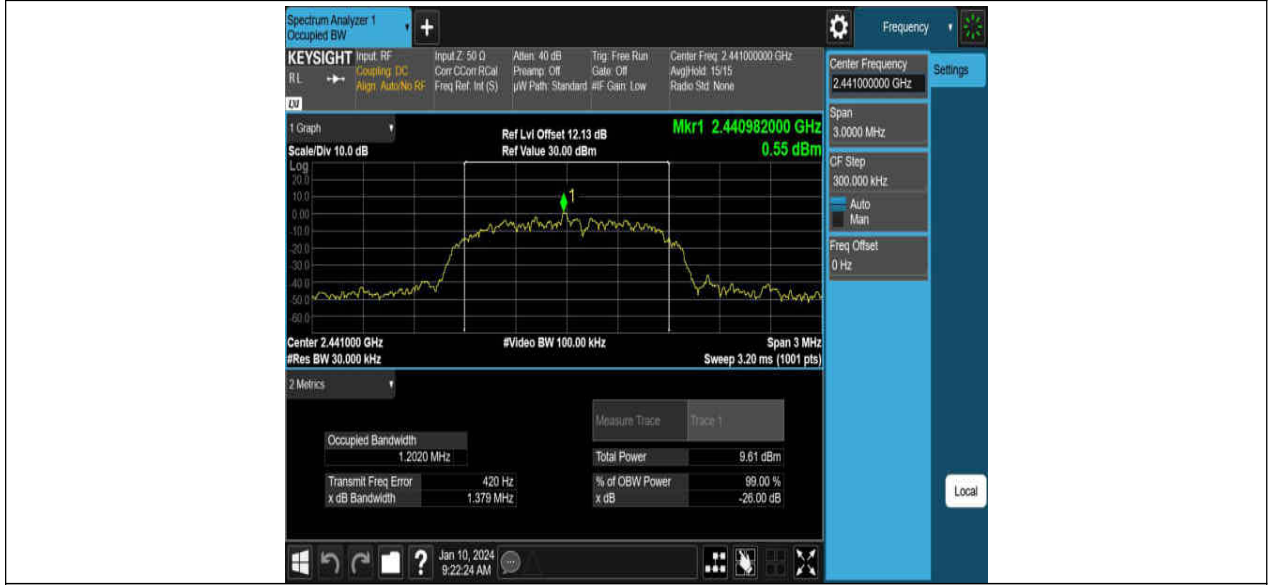 Spectrum Analyzer 1
Occupied BW
+
Frequency
KEYSIGHT
RL
LXI
Input: RF
Coupling: DC
Align: Auto/No RF
Input Z: 50 Ω
Corr CCorr RCal
Freq Ref: Int (S)
Atten: 40 dB
Preamp: Off
µW Path: Standard
Trig: Free Run
Gate: Off
#IF Gain: Low
Center Freq: 2.441000000 GHz
Avg|Hold: 15/15
Radio Std: None
Center Frequency
2.441000000 GHz
Settings
Span
3.0000 MHz
CF Step
300.000 kHz
Auto
Man
Freq Offset
0 Hz
Local
1 Graph
Scale/Div 10.0 dB
Ref Lvl Offset 12.13 dB
Ref Value 30.00 dBm
Mkr1 2.440982000 GHz
0.55 dBm
Log
20.0
10.0
0.00
-10.0
-20.0
-30.0
-40.0
-50.0
-60.0
1
Center 2.441000 GHz
#Video BW 100.00 kHz
Span 3 MHz
#Res BW 30.000 kHz
Sweep 3.20 ms (1001 pts)
2 Metrics
Measure Trace
Trace 1
Occupied Bandwidth
1.2020 MHz
Total Power
9.61 dBm
Transmit Freq Error
420 Hz
% of OBW Power
99.00 %
x dB Bandwidth
1.379 MHz
x dB
-26.00 dB
?
Jan 10, 2024
9:22:24 AM